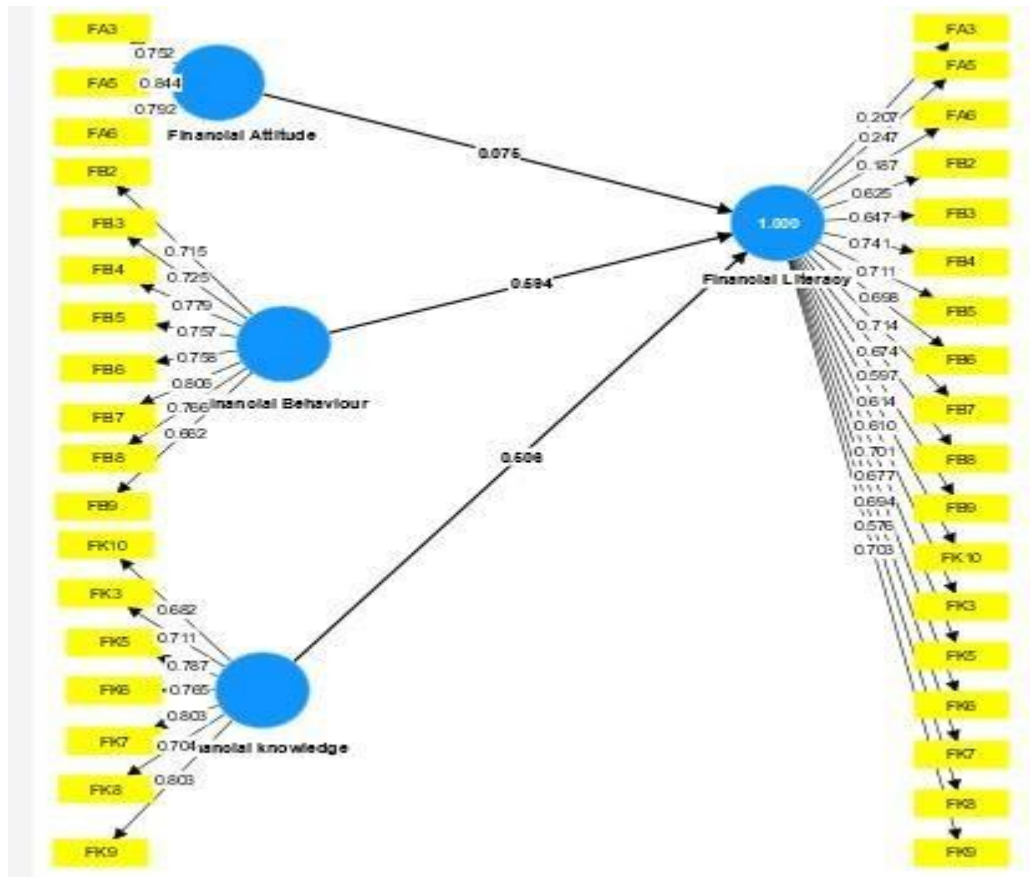 FA3
0.752
FA5
0.844
0.792
FA6
Financial Attitude
FB2
FB3
0.715
FB4
0.725
0.779
FB5
0.757
0.758
FB6
0.806
0.766
inancial Behaviour
FB7
0.662
FB8
FB9
FK10
FK3
0.682
FK5
0.711
0.787
FK6
0.765
0.803
FK7
0.704
ancial knowledge
FK8
0.803
FK9
0.075
0.594
0.506
1.000
Financial Literacy
FA3
FA5
0.207
FA6
0.247
0.187
FB2
0.625
0.647
FB3
0.741
FB4
0.711
0.698
FB5
0.714
0.674
FB6
0.597
0.614
FB7
0.610
0.701
FB8
0.677
0.694
FB9
0.576
0.703
FK10
FK3
FK5
FK6
FK7
FK8
FK9